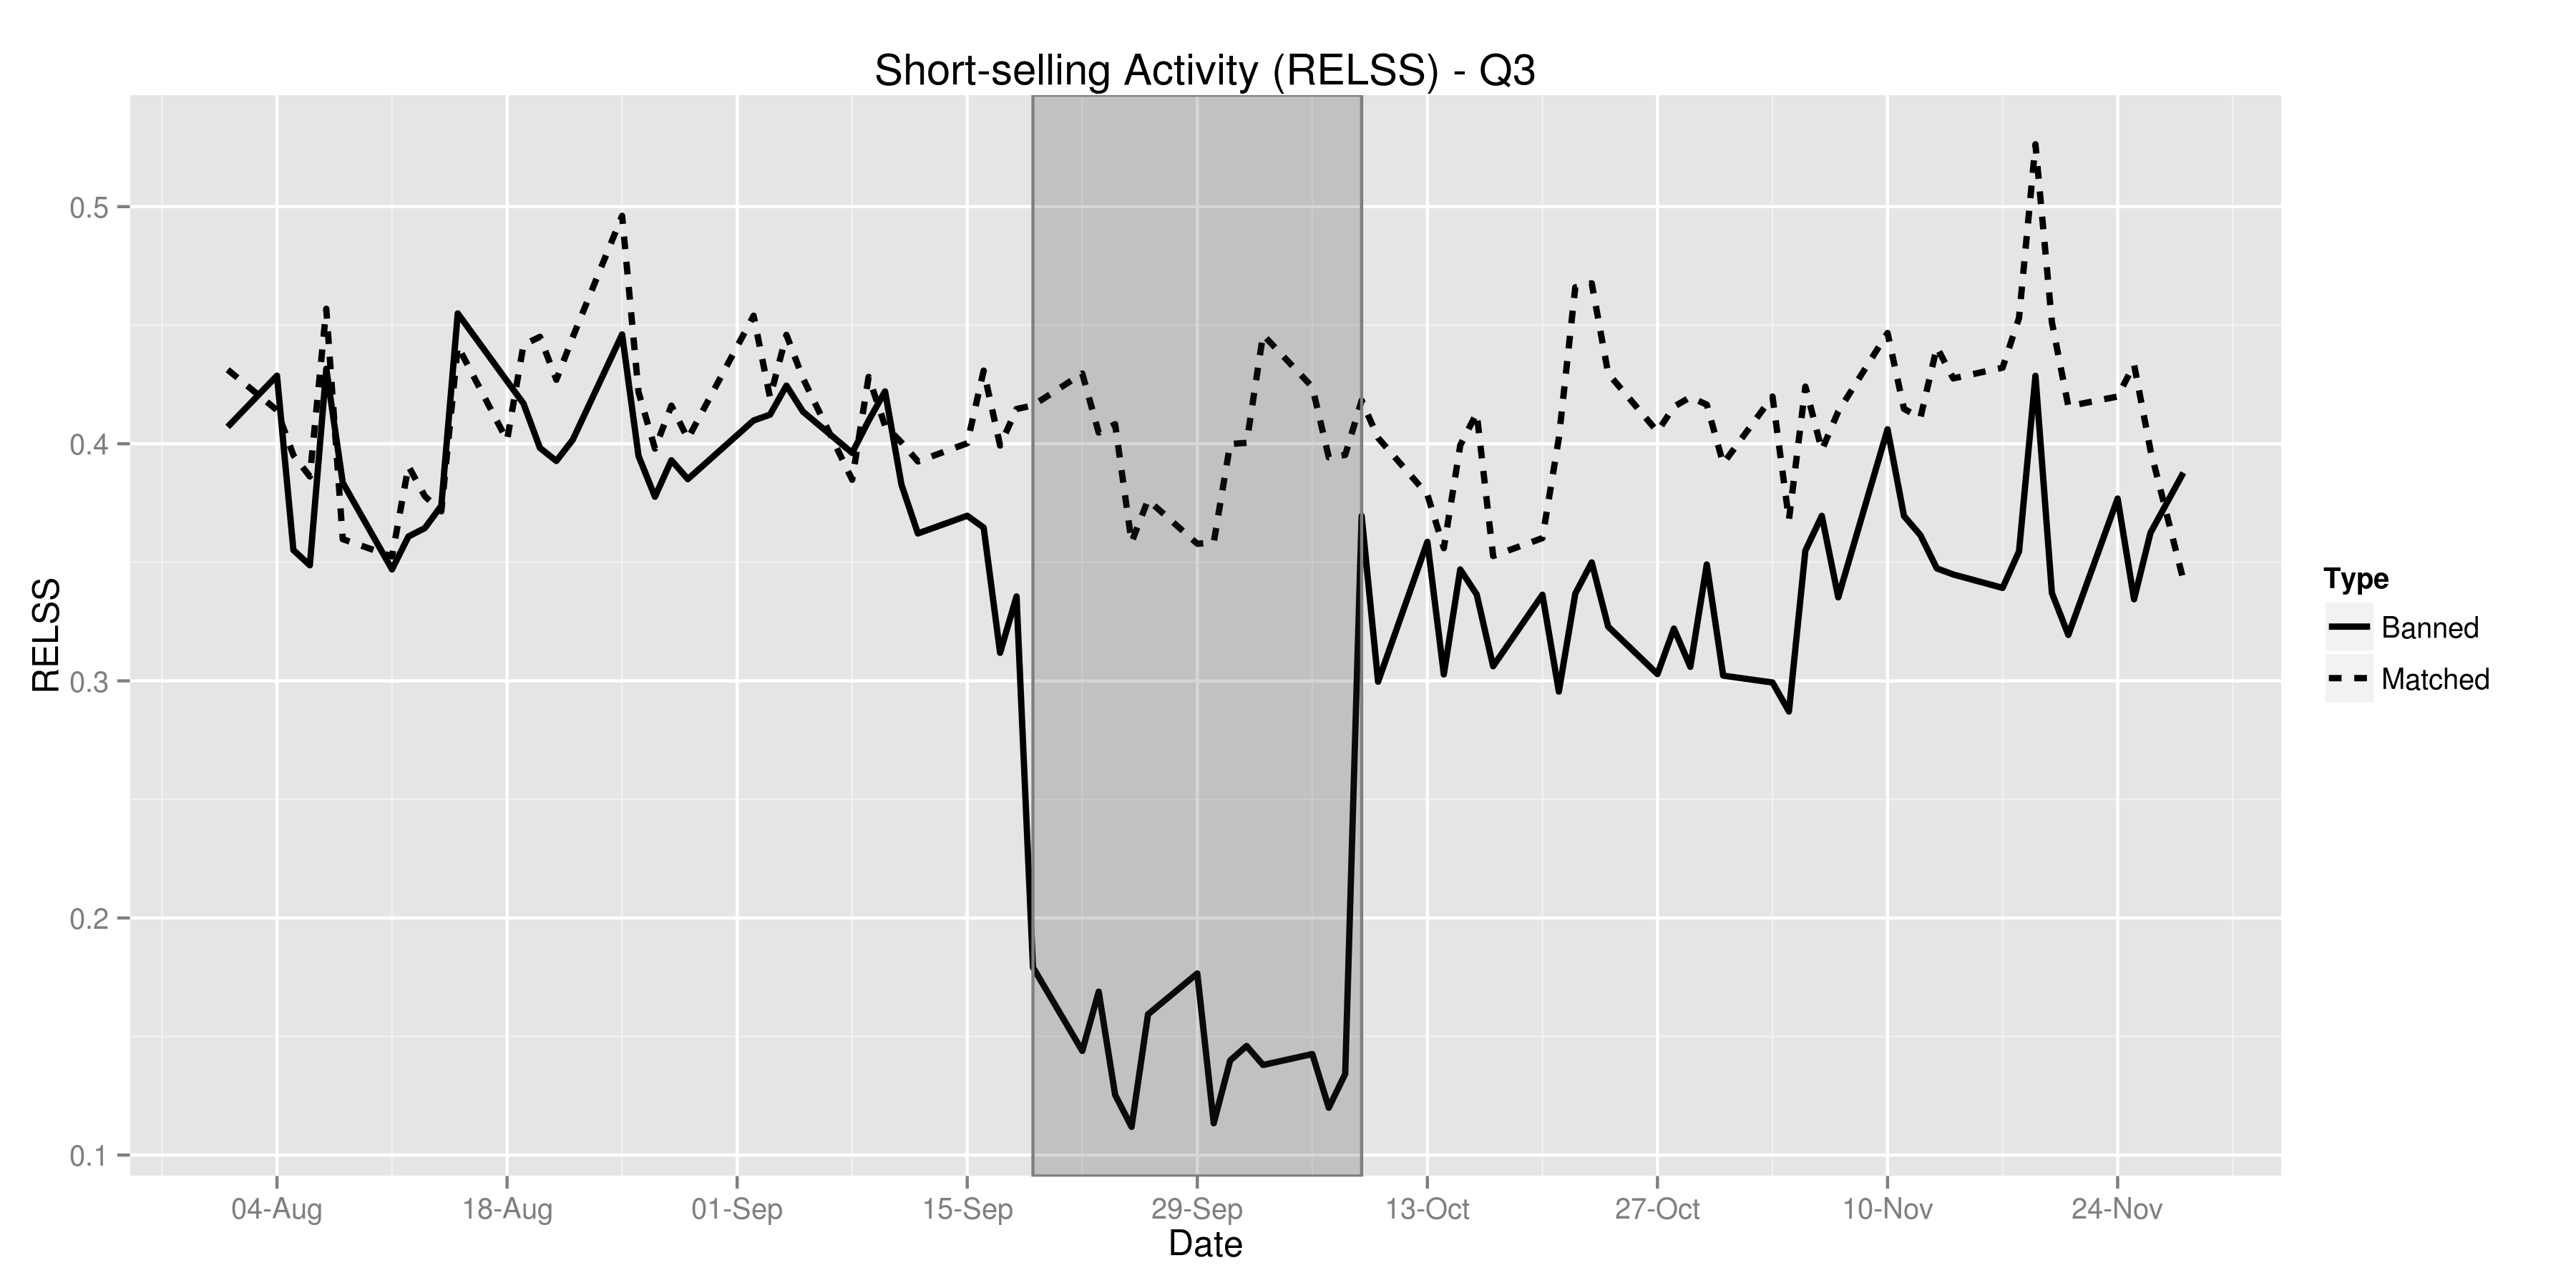 Short-selling Activity (RELSS) - Q3
RELSS
0.5
0.4
0.3
0.2
0.1
04-Aug
18-Aug
01-Sep
15-Sep
29-Sep
13-Oct
27-Oct
10-Nov
24-Nov
Date
Type
Banned
Matched